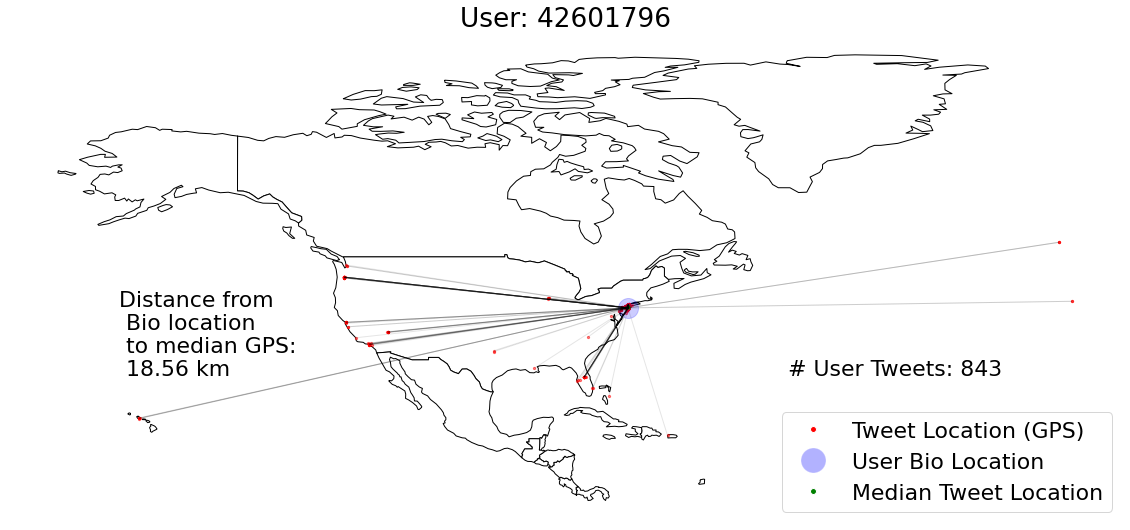 User: 42601796
Distance from
Bio location
to median GPS:
18.56 km
# User Tweets: 843
Tweet Location (GPS)
User Bio Location
Median Tweet Location